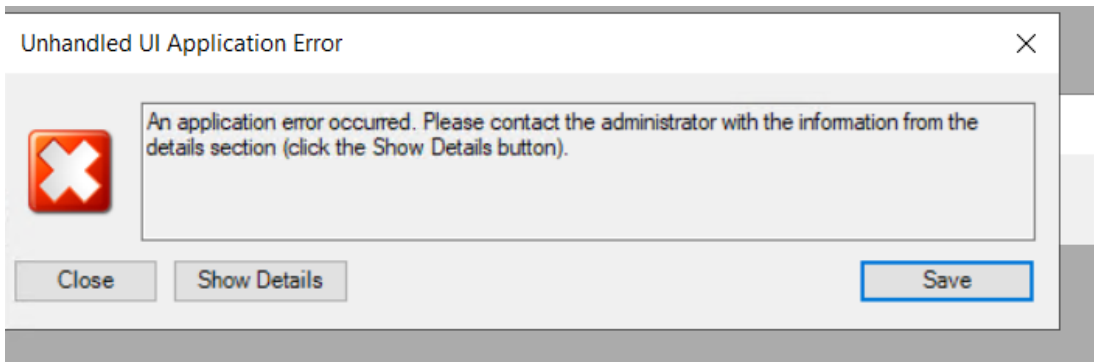 Unhandled UI Application Error
An application error occurred. Please contact the administrator with the information from the
details section (click the Show Details button).
Close
Show Details
Save